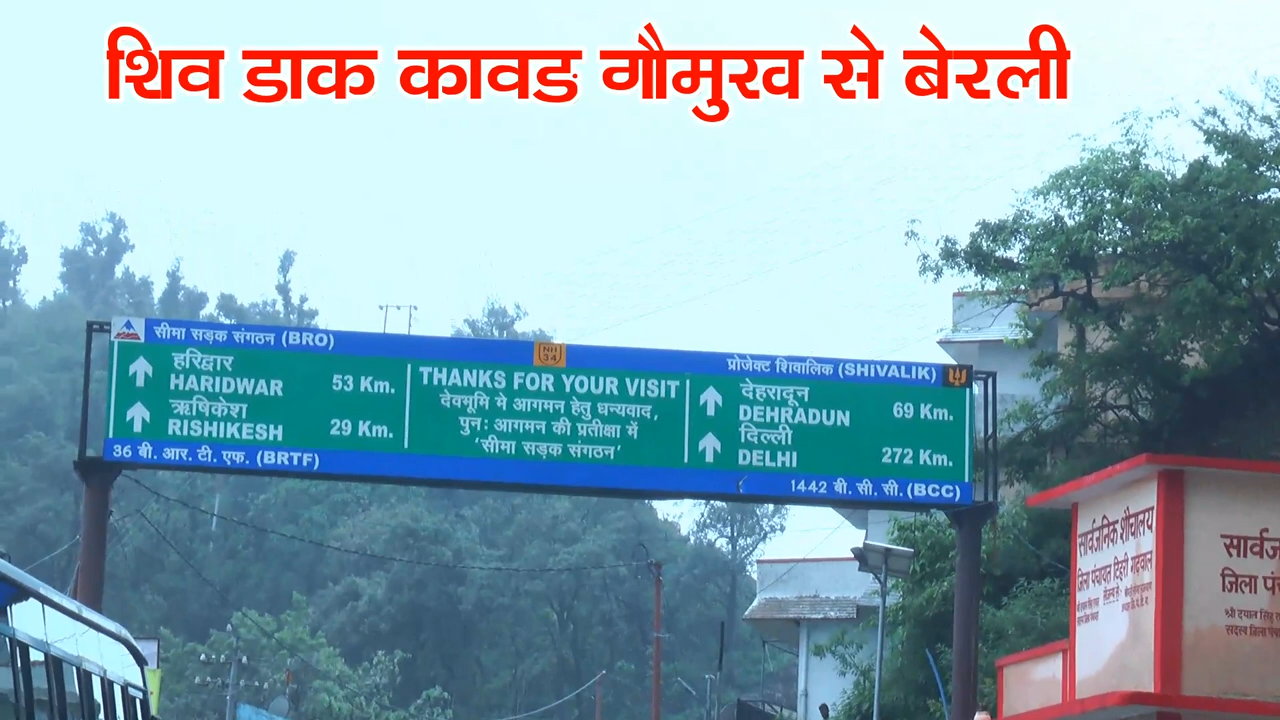 शिव डाक कावड गौमुख से बेरली
सीमा सड़क संगठन (BRO)
NH 34
प्रोजेक्ट शिवालिक (SHIVALIK)
हरिद्वार
HARIDWAR 53 Km.
ऋषिकेश
RISHIKESH 29 Km.
THANKS FOR YOUR VISIT
देवभूमि मे आगमन हेतु धन्यवाद,
पुनः आगमन की प्रतीक्षा में
'सीमा सड़क संगठन'
देहरादून
DEHRADUN 69 Km.
दिल्ली
DELHI 272 Km.
36 बी. आर. टी. एफ. (BRTF)
1442 बी. सी. सी. (BCC)
सार्वजनिक शौचालय
जिला पंचायत टिहरी गढ़वाल
सार्वज
जिला पं
श्री दयाल सिंह
सदस्य जिला पं